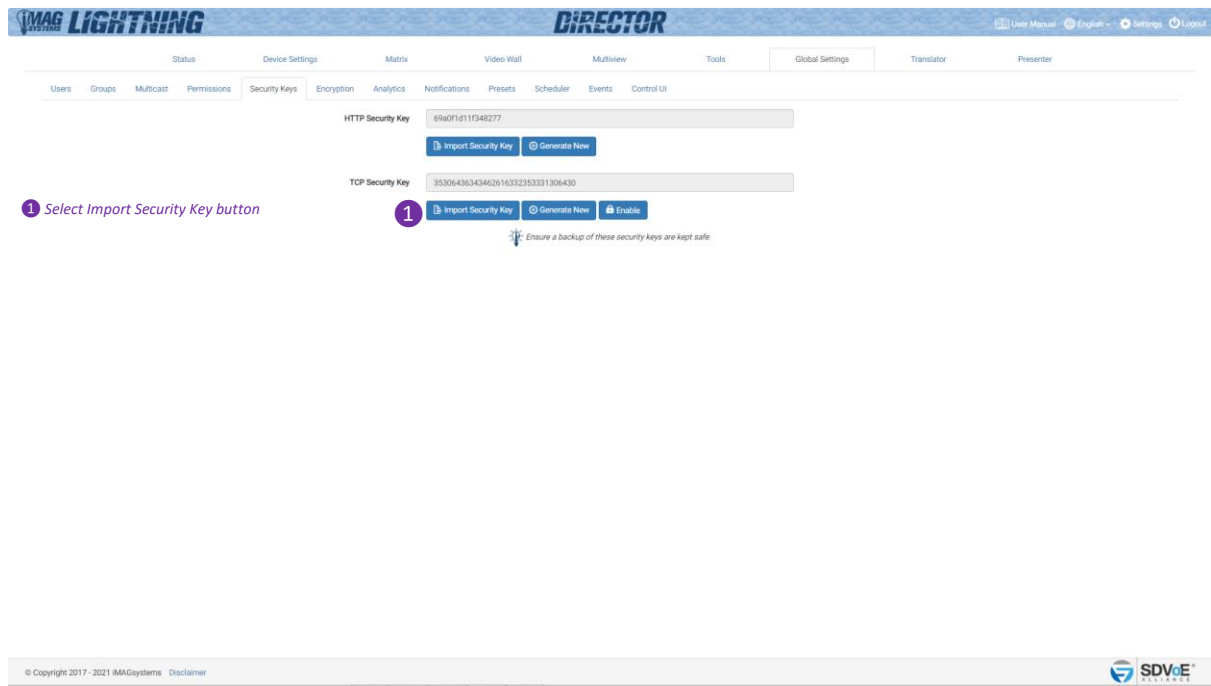 iMAG SYSTEMS LIGHTNING DiRECTOR User Manual English Settings Logout
Status Device Settings Matrix Video Wall Multiview Tools Global Settings Translator Presenter
Users Groups Multicast Permissions Security Keys Encryption Analytics Notifications Presets Scheduler Events Control UI
HTTP Security Key 69a0f1d11f348277
Import Security Key Generate New
TCP Security Key 35306436343462616332353331306430
1 Select Import Security Key button 1 Import Security Key Generate New Enable
Ensure a backup of these security keys are kept safe.
© Copyright 2017 - 2021 iMAGsystems Disclaimer SDVoE ALLIANCE